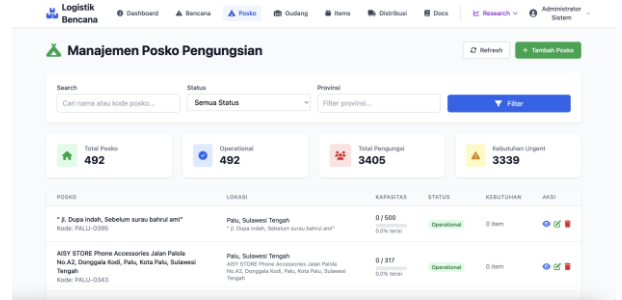 Logistik Bencana
Dashboard
Bencana
Posko
Gudang
Items
Distribusi
Docs
Research
Administrator Sistem
Manajemen Posko Pengungsian
Refresh
+ Tambah Posko
Search
Status
Provinsi
Cari nama atau kode posko...
Semua Status
Filter provinsi...
Filter
Total Posko
492
Operational
492
Total Pengungsi
3405
Kebutuhan Urgent
3339
POSKO
LOKASI
KAPASITAS
STATUS
KEBUTUHAN
AKSI
" jl. Dupa indah, Sebelum surau bahrul ami"
Kode: PALU-0395
Palu, Sulawesi Tengah
" jl. Dupa indah, Sebelum surau bahrul ami"
0 / 500
0.0% terisi
Operational
0 item
AISY STORE Phone Accessories Jalan Palola
No.A2, Donggala Kodi, Palu, Kota Palu, Sulawesi
Tengah
Kode: PALU-0343
Palu, Sulawesi Tengah
AISY STORE Phone Accessories Jalan Palola
No.A2, Donggala Kodi, Palu, Kota Palu, Sulawesi
Tengah
0 / 317
0.0% terisi
Operational
0 item